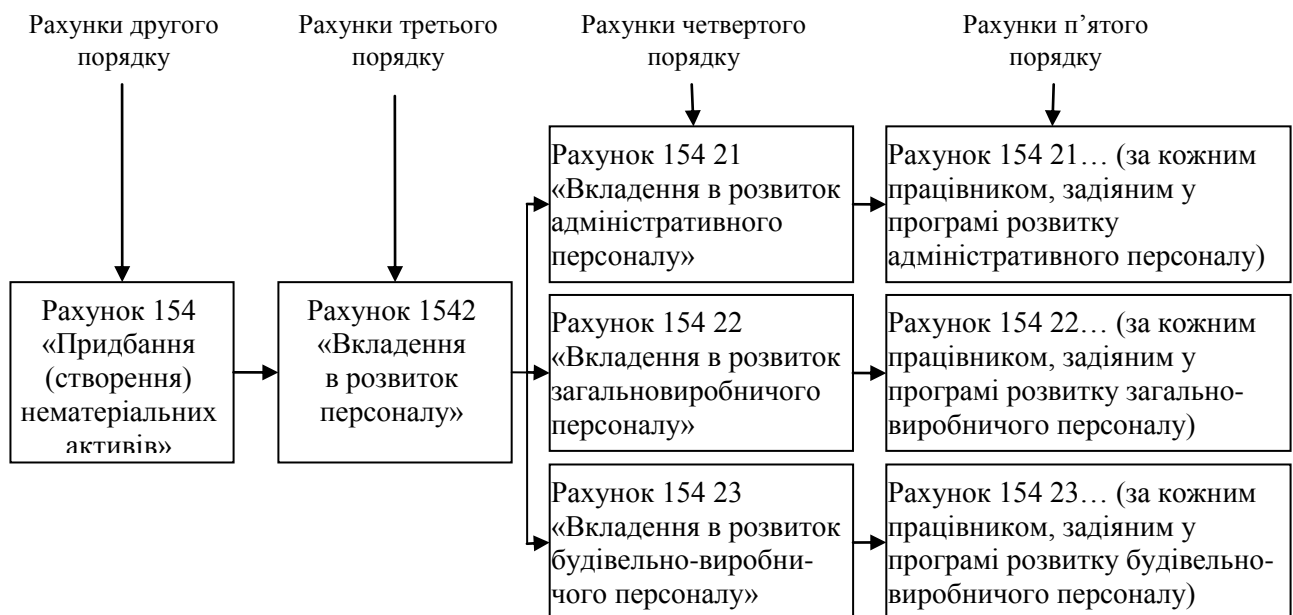 Рахунки другого
порядку
Рахунки третього
порядку
Рахунки четвертого
порядку
Рахунки п’ятого
порядку
Рахунок 154
«Придбання
(створення)
нематеріальних
активів»
Рахунок 1542
«Вкладення
в розвиток
персоналу»
Рахунок 154 21
«Вкладення в розвиток
адміністративного
персоналу»
Рахунок 154 21… (за кожним
працівником, задіяним у
програмі розвитку
адміністративного персоналу)
Рахунок 154 22
«Вкладення в розвиток
загальновиробничого
персоналу»
Рахунок 154 22… (за кожним
працівником, задіяним у
програмі розвитку загально-
виробничого персоналу)
Рахунок 154 23
«Вкладення в розвиток
будівельно-виробни-
чого персоналу»
Рахунок 154 23… (за кожним
працівником, задіяним у
програмі розвитку будівельно-
виробничого персоналу)